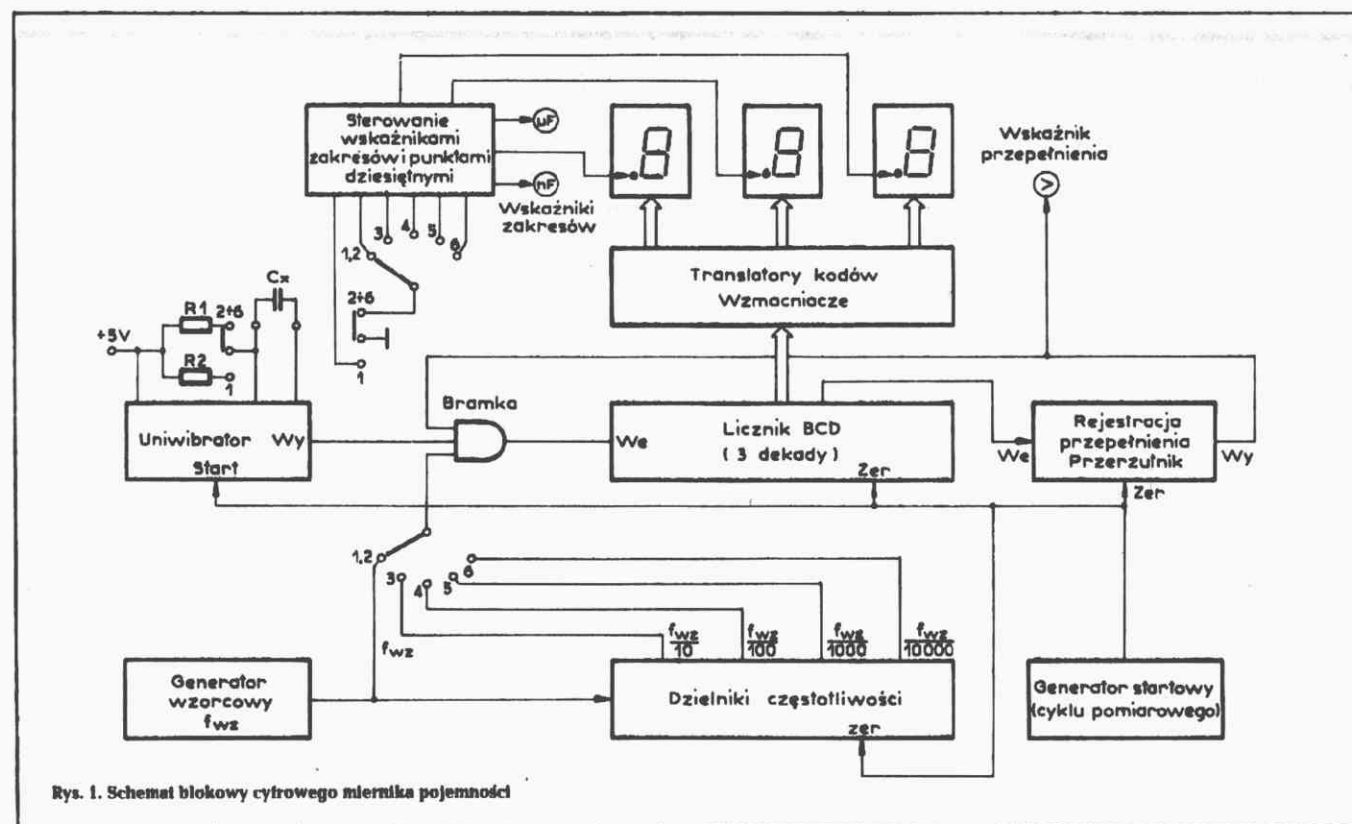 Sterowanie
wskaźnikami
zakresów i punktami
dziesiętnymi
µF
nF
Wskaźniki
zakresów
Wskaźnik
przepełnienia
>
1,2
3
4
5
6
2÷6
1
Translatory kodów
Wzmacniacze
+5V
R1
2÷6
Cx
R2
1
Uniwibrator Wy
Start
Bramka
We
Licznik BCD
(3 dekady)
Zer
We
Rejestracja
przepełnienia
Przerzutnik
Wy
Zer
1,2
3
4
5
6
fwz
fwz/10
fwz/100
fwz/1000
fwz/10000
Generator
wzorcowy
fwz
Dzielniki częstotliwości
zer
Generator startowy
(cyklu pomiarowego)
Rys. 1. Schemat blokowy cyfrowego miernika pojemności